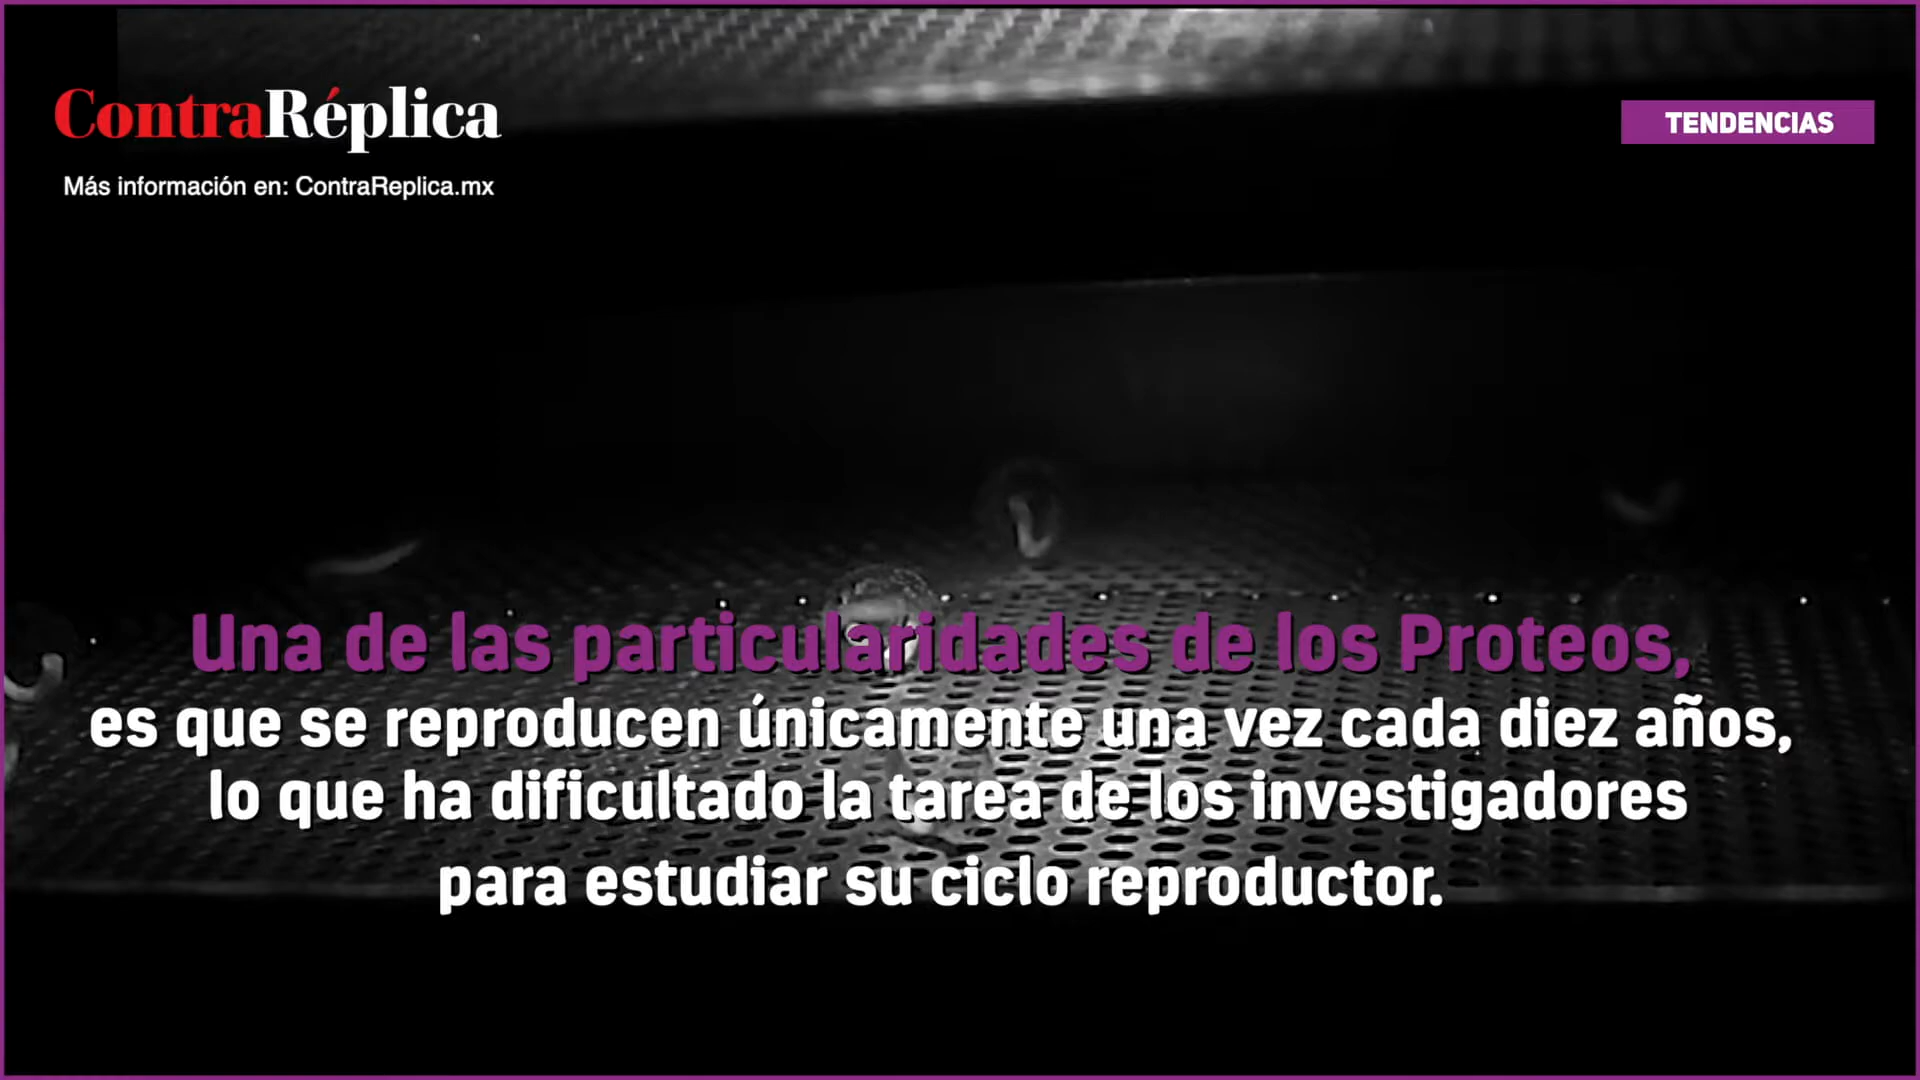 ContraRéplica
TENDENCIAS
Más información en: ContraReplica.mx
Una de las particularidades de los Proteos,
es que se reproducen únicamente una vez cada diez años,
lo que ha dificultado la tarea de los investigadores
para estudiar su ciclo reproductor.